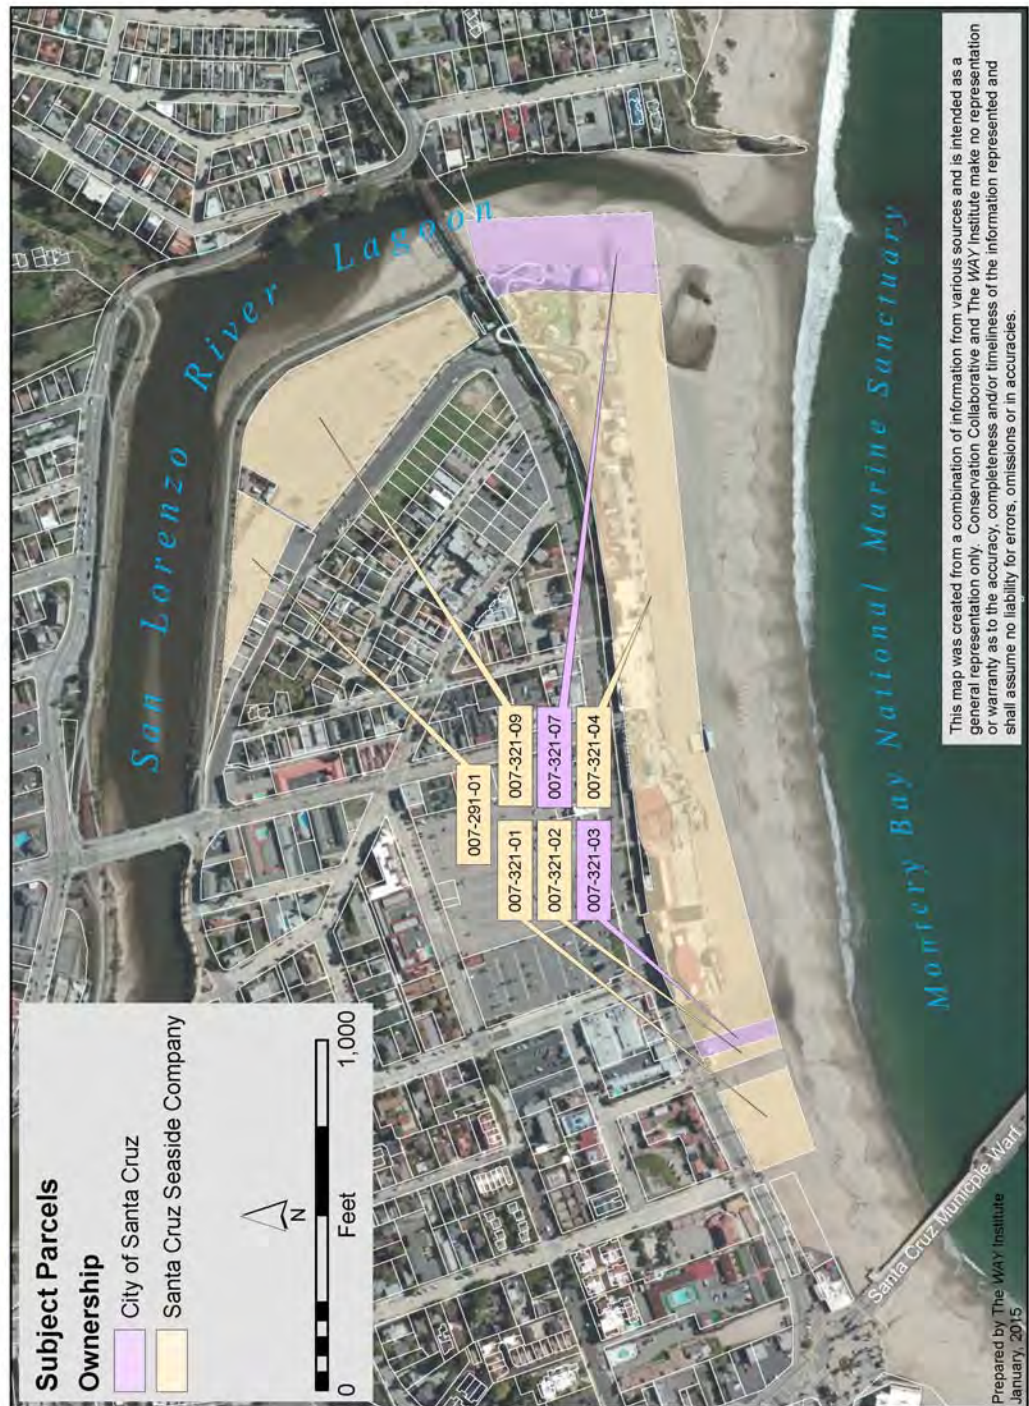 Subject Parcels
Ownership
City of Santa Cruz
Santa Cruz Seaside Company
N
0
1,000
Feet
San Lorenzo River Lagoon
007-291-01
007-321-01
007-321-09
007-321-02
007-321-07
007-321-03
007-321-04
Monterey Bay National Marine Sanctuary
Santa Cruz Municple Warf
Prepared by The WAY Institute
January, 2015
This map was created from a combination of information from various sources and is intended as a
general representation only. Conservation Collaborative and The WAY Institute make no representation
or warranty as to the accuracy, completeness and/or timeliness of the information represented and
shall assume no liability for errors, omissions or in accuracies.